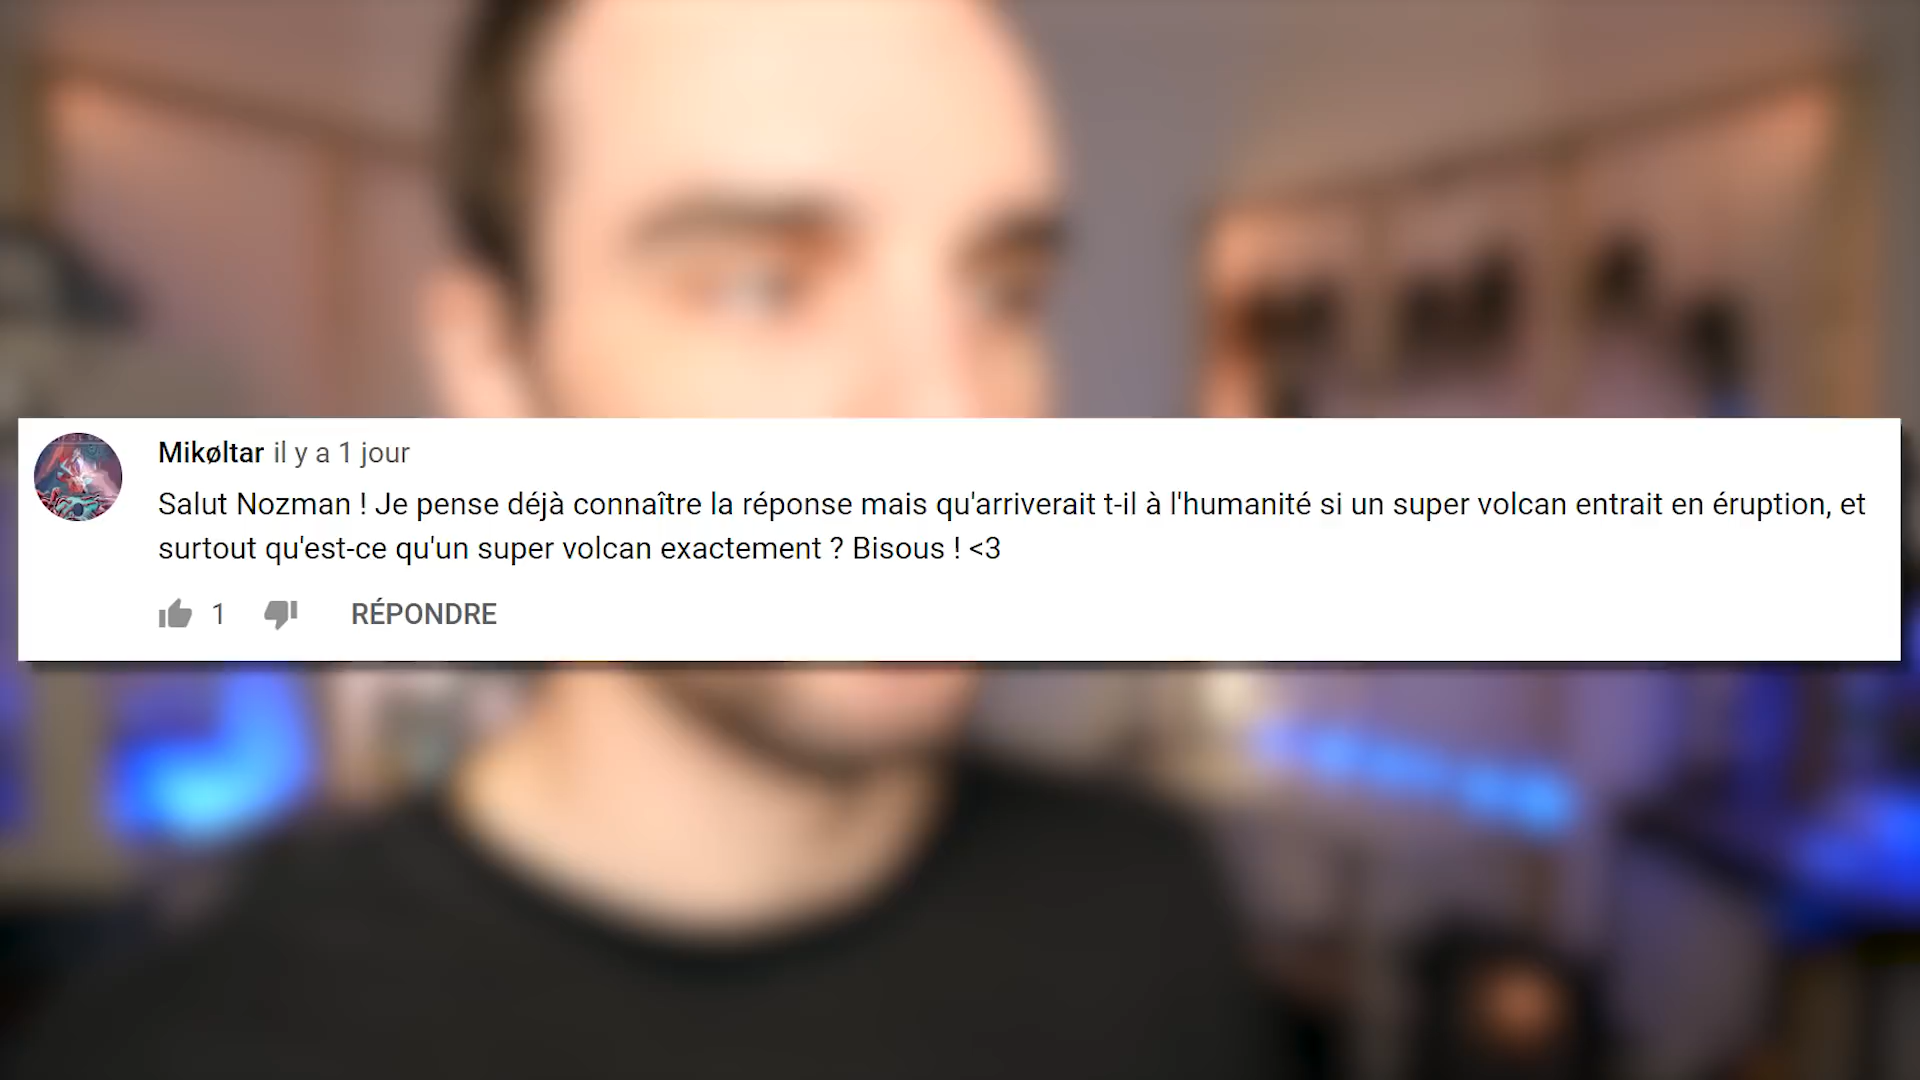 Mikøltar il y a 1 jour
Salut Nozman ! Je pense déjà connaître la réponse mais qu'arriverait t-il à l'humanité si un super volcan entrait en éruption, et
surtout qu'est-ce qu'un super volcan exactement ? Bisous ! <3
1 RÉPONDRE